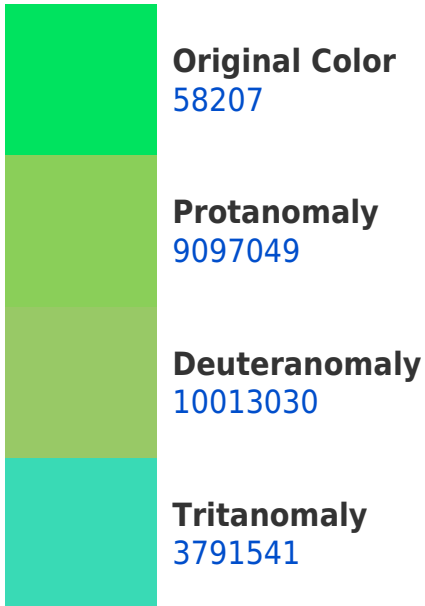 Original Color
58207
Protanomaly
9097049
Deuteranomaly
10013030
Tritanomaly
3791541